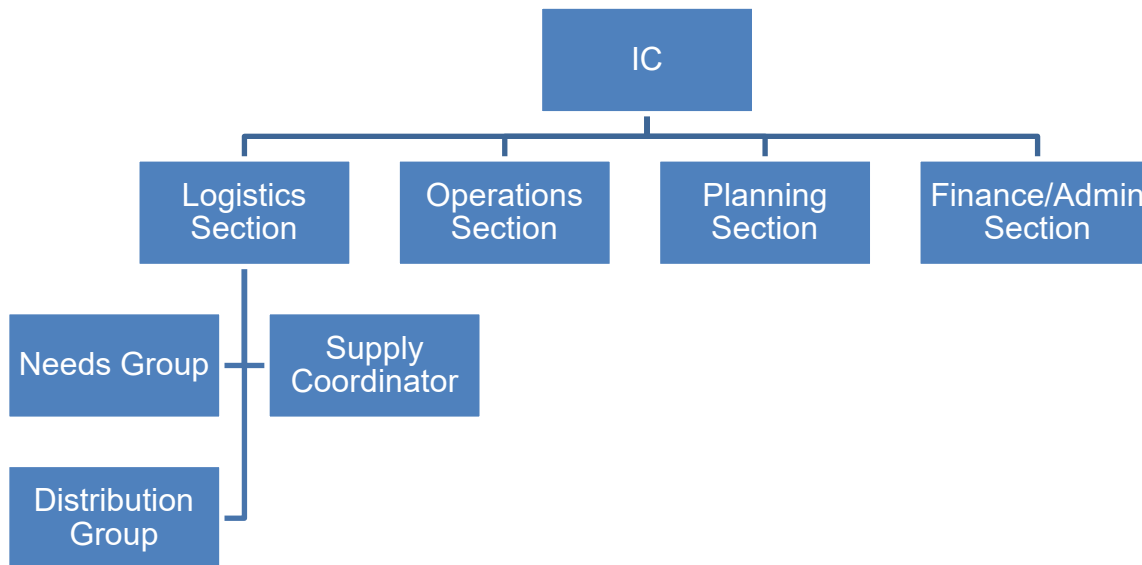 IC
Logistics
Section
Operations
Section
Planning
Section
Finance/Admin
Section
Needs Group
Supply
Coordinator
Distribution
Group